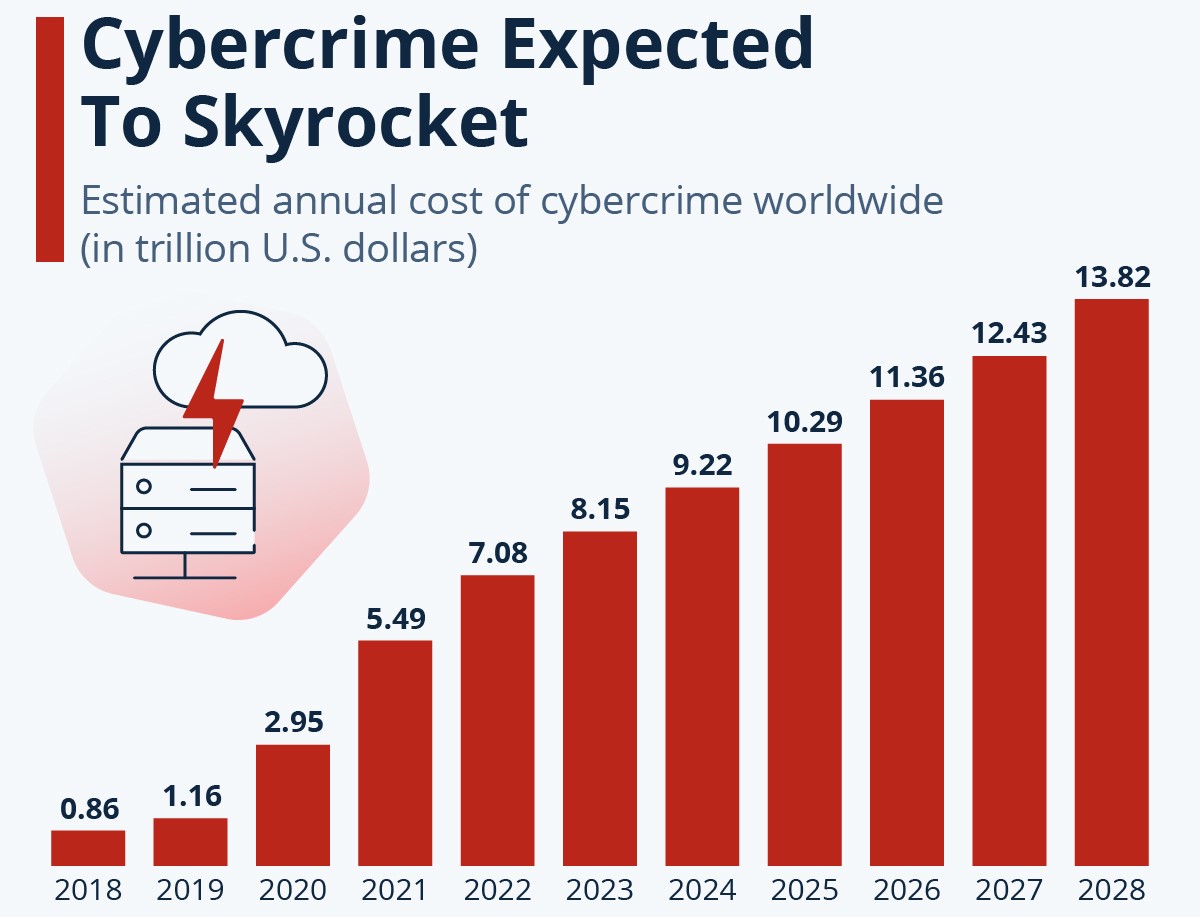 Cybercrime Expected
To Skyrocket
Estimated annual cost of cybercrime worldwide
(in trillion U.S. dollars)
0.86
1.16
2.95
5.49
7.08
8.15
9.22
10.29
11.36
12.43
13.82
2018 2019 2020 2021 2022 2023 2024 2025 2026 2027 2028